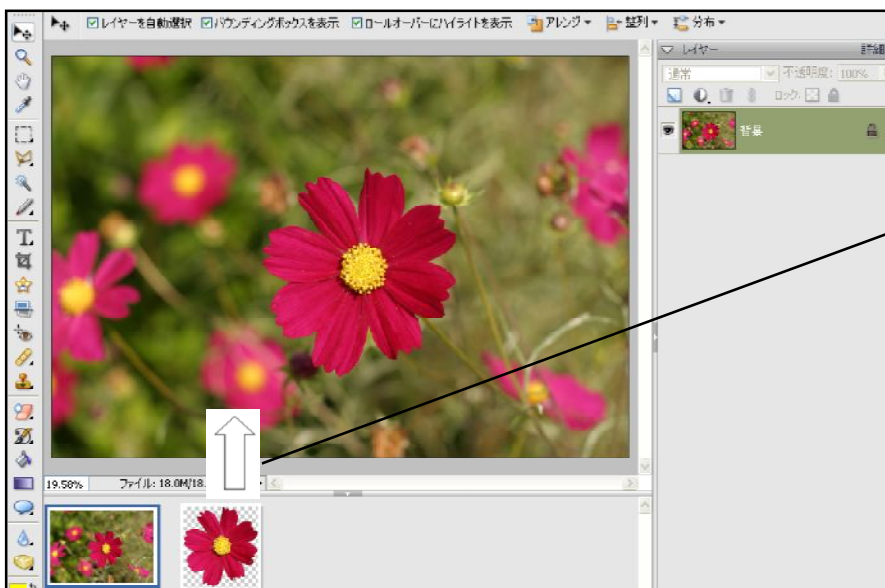 レイヤーを自動選択 バウンディングボックスを表示 ロールオーバーにハイライトを表示 アレンジ 整列 分布
レイヤー 詳細
通常 不透明度: 100%
ロック:
背景
T
19.58% ファイル: 18.0M/18.